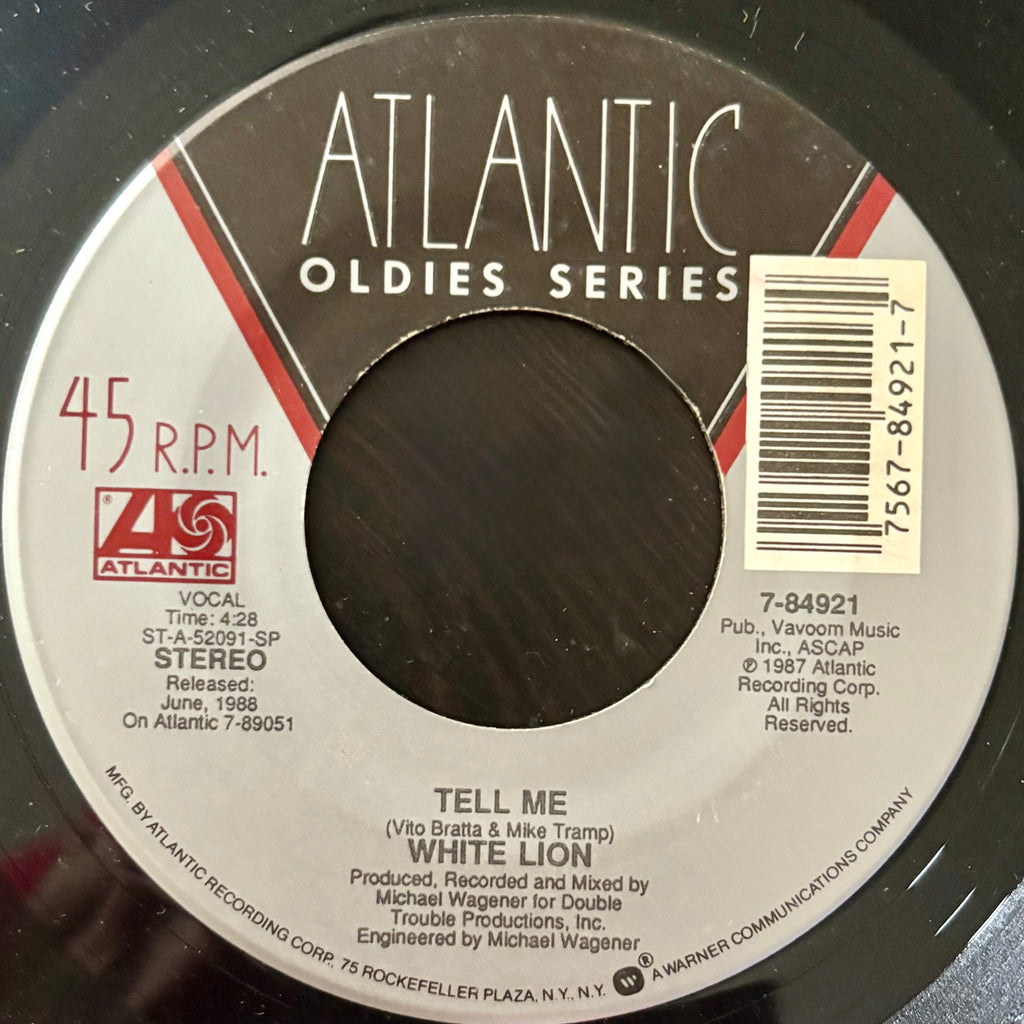 ATLANTIC
OLDIES SERIES
45 R.P.M.
®
ATLANTIC
VOCAL
Time: 4:28
ST-A-52091-SP
STEREO
Released:
June, 1988
On Atlantic 7-89051
7567-84921-7
7-84921
Pub., Vavoom Music
Inc., ASCAP
℗ 1987 Atlantic
Recording Corp.
All Rights
Reserved.
TELL ME
(Vito Bratta & Mike Tramp)
WHITE LION
Produced, Recorded and Mixed by
Michael Wagener for Double
Trouble Productions, Inc.
Engineered by Michael Wagener
MFG. BY ATLANTIC RECORDING CORP., 75 ROCKEFELLER PLAZA, N.Y., N.Y. ® A WARNER COMMUNICATIONS COMPANY